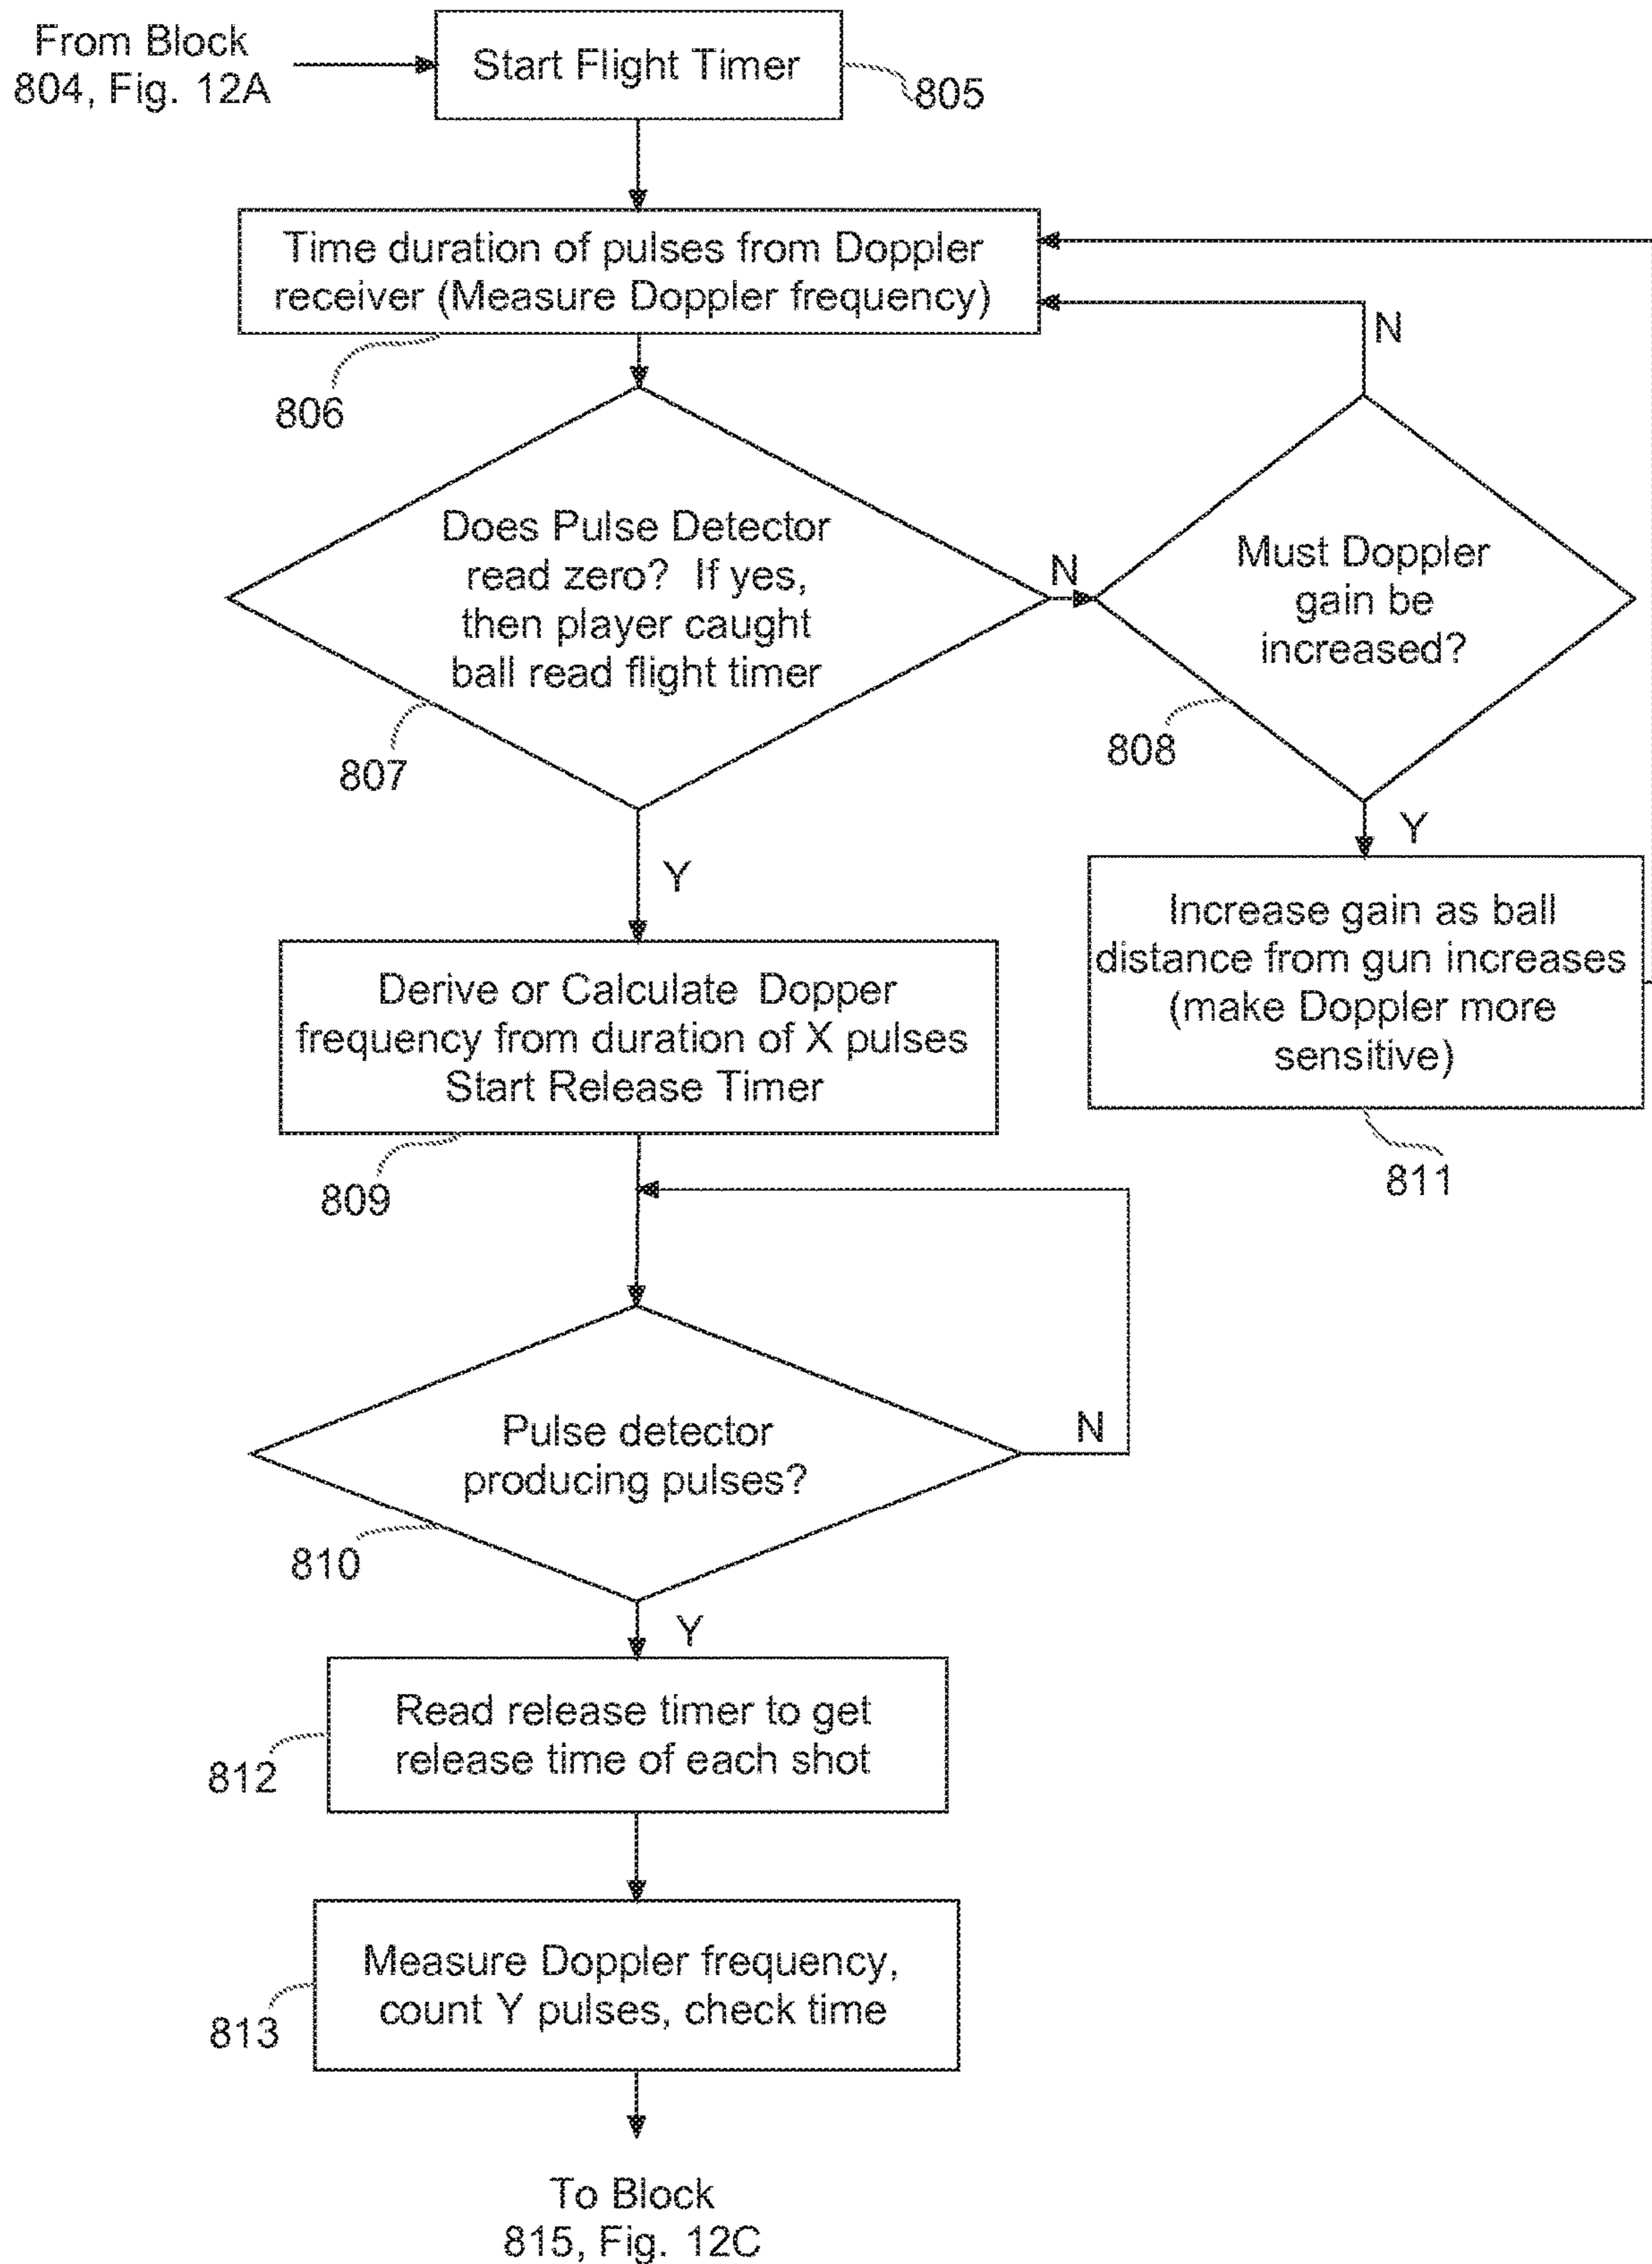 From Block
804, Fig. 12A
Start Flight Timer
805
Time duration of pulses from Doppler
receiver (Measure Doppler frequency)
806
N
Does Pulse Detector
read zero? If yes,
then player caught
ball read flight timer
807
N
Must Doppler
gain be
increased?
808
Y
Y
Increase gain as ball
distance from gun increases
(make Doppler more
sensitive)
811
Derive or Calculate Dopper
frequency from duration of X pulses
Start Release Timer
809
Pulse detector
producing pulses?
810
N
Y
Read release timer to get
release time of each shot
812
Measure Doppler frequency,
count Y pulses, check time
813
To Block
815, Fig. 12C